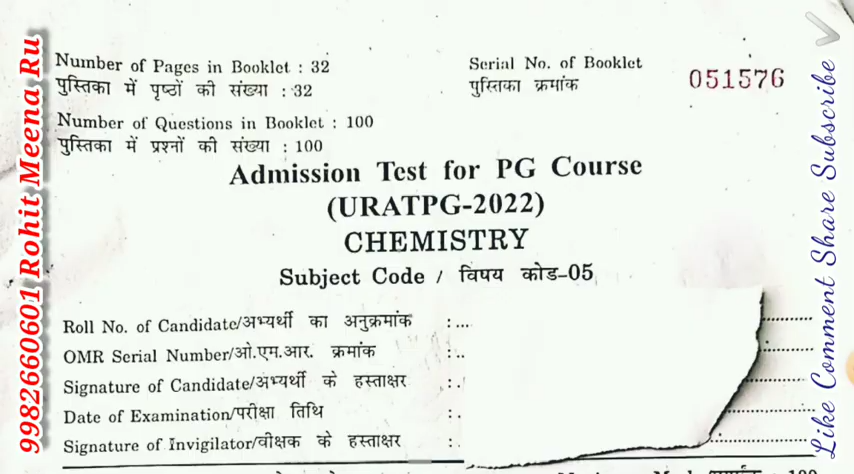 Number of Pages in Booklet : 32
पुस्तिका में पृष्ठों की संख्या : 32
Serial No. of Booklet
पुस्तिका क्रमांक
051576
Number of Questions in Booklet : 100
पुस्तिका में प्रश्नों की संख्या : 100
Admission Test for PG Course
(URATPG-2022)
CHEMISTRY
Subject Code / विषय कोड-05
Roll No. of Candidate/अभ्यर्थी का अनुक्रमांक :
OMR Serial Number/ओ.एम.आर. क्रमांक :
Signature of Candidate/अभ्यर्थी के हस्ताक्षर :
Date of Examination/परीक्षा तिथि :
Signature of Invigilator/वीक्षक के हस्ताक्षर :
9982660601 Rohit Meena Ru
Like Comment Share Subscribe